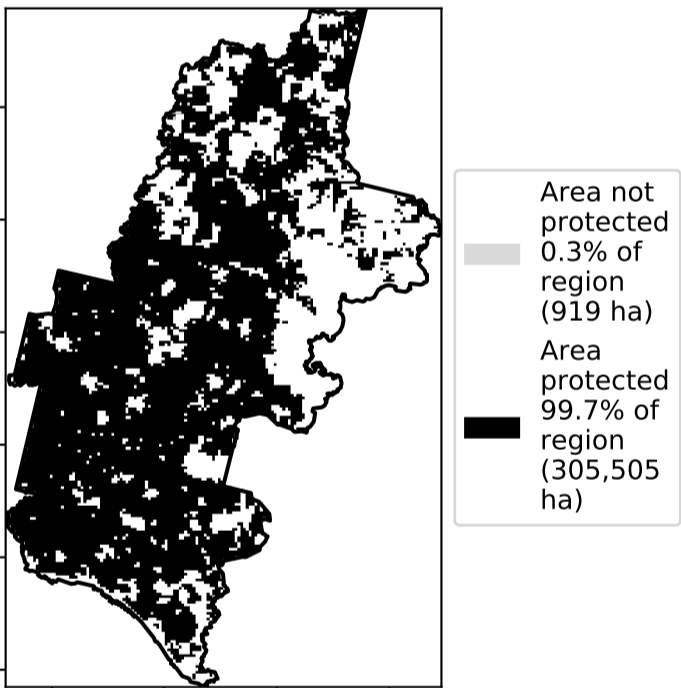 Area not
protected
0.3% of
region
(919 ha)
Area
protected
99.7% of
region
(305,505
ha)